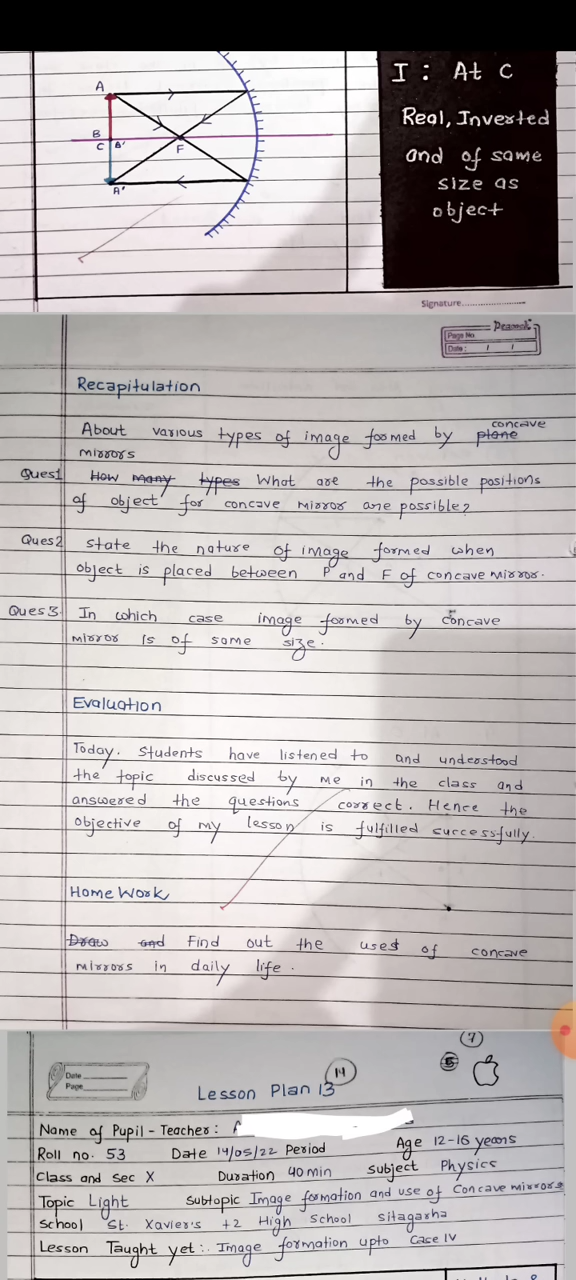 I : At C
Real, Inverted
and of same
size as
object
A
B
C B'
F
A'
Signature
Page No.
Date : / /
Recapitulation
About various types of image formed by plane concave
mirrors
Ques1 How many types What are the possible positions
of object for concave mirror are possible?
Ques2 State the nature of image formed when
object is placed between P and F of concave mirror.
Ques 3. In which case image formed by concave
mirror is of same size.
Evaluation
Today. Students have listened to and understood
the topic discussed by me in the class and
answered the questions correct. Hence the
objective of my lesson is fulfilled successfully.
Home Work
Draw and Find out the used of concave
mirrors in daily life.
7
Date
Page
14
Lesson Plan 13
Name of Pupil-Teacher:
Roll no. 53 Date 14/05/22 Period Age 12-16 years
Class and sec X Duration 40 min Subject Physics
Topic Light Subtopic Image formation and use of Concave mirrors
School St. Xavier's +2 High School Sitagarha
Lesson Taught yet:. Image formation upto Case IV